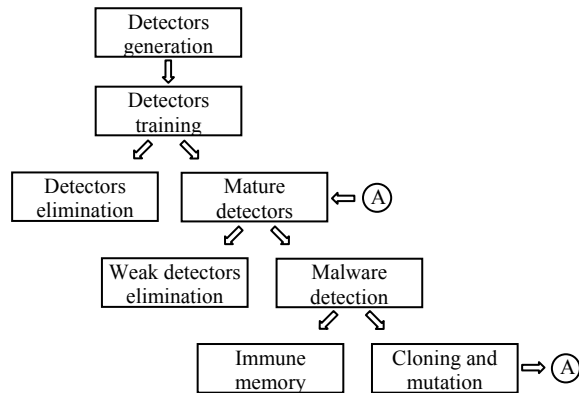 Detectors
generation
Detectors
training
Detectors
elimination
Mature
detectors
A
Weak detectors
elimination
Malware
detection
Immune
memory
Cloning and
mutation
A